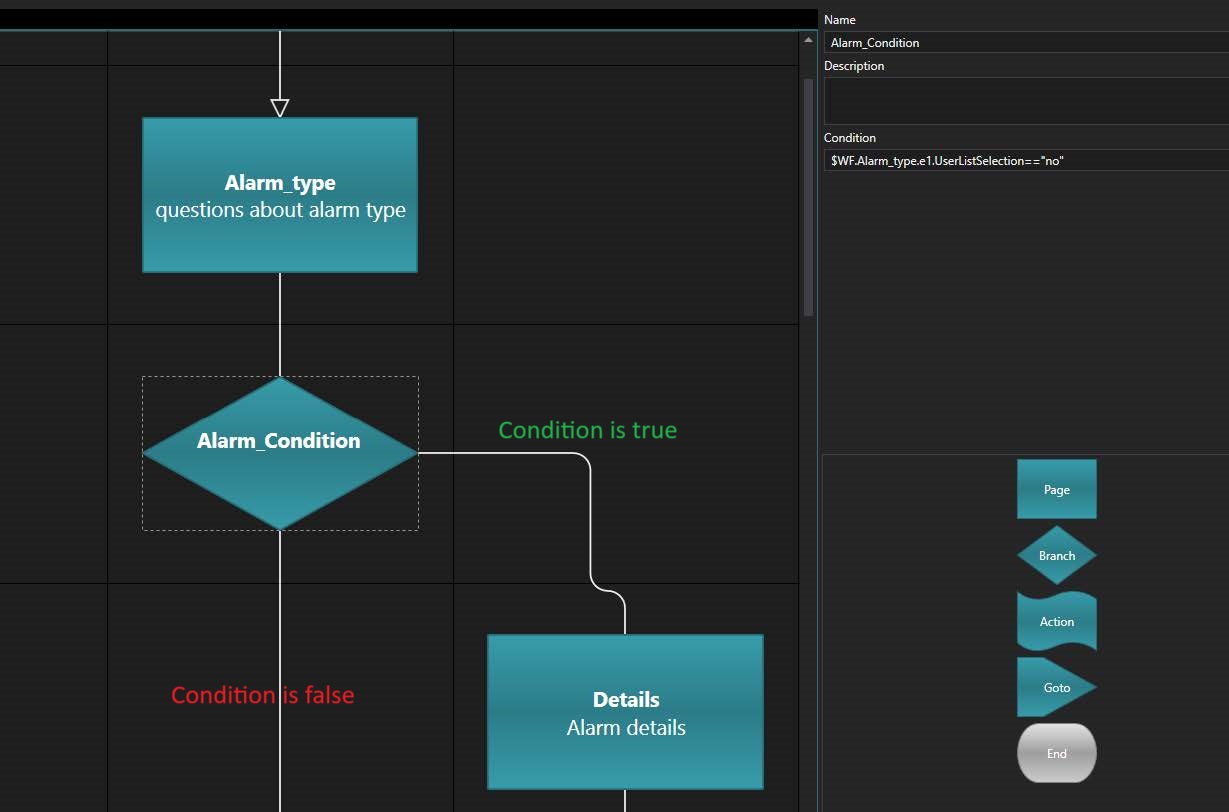 Name
Alarm_Condition
Description
Condition
$WF.Alarm_type.e1.UserListSelection=="no"
Alarm_type
questions about alarm type
Alarm_Condition
Condition is true
Condition is false
Details
Alarm details
Page
Branch
Action
Goto
End